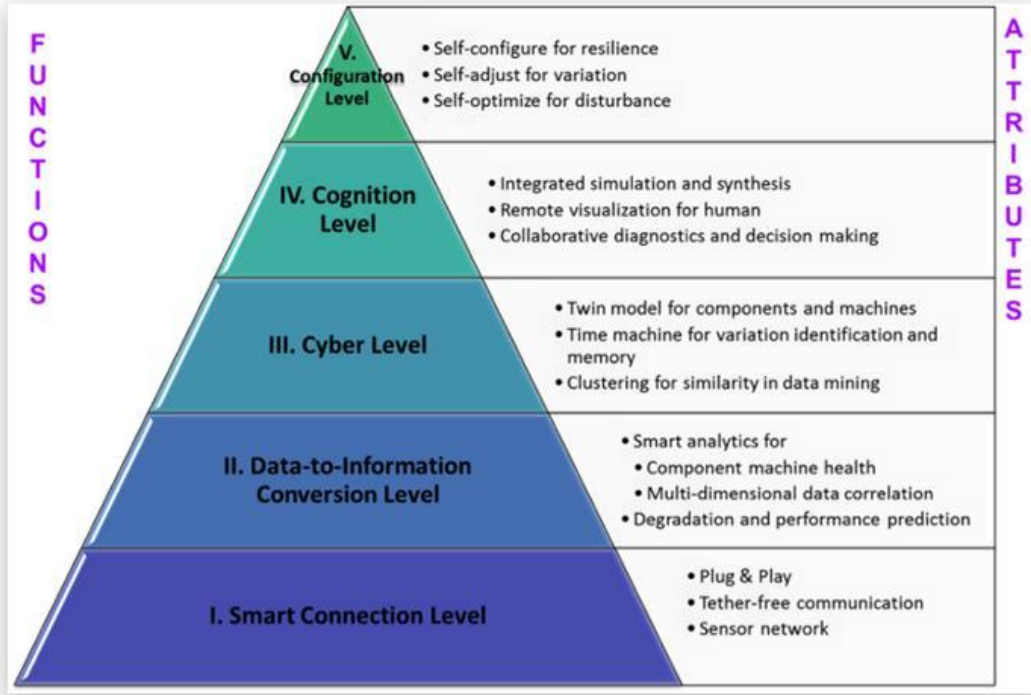 FUNCTIONS
ATTRIBUTES
V.
Configuration
Level
• Self-configure for resilience
• Self-adjust for variation
• Self-optimize for disturbance
IV. Cognition
Level
• Integrated simulation and synthesis
• Remote visualization for human
• Collaborative diagnostics and decision making
III. Cyber Level
• Twin model for components and machines
• Time machine for variation identification and
memory
• Clustering for similarity in data mining
II. Data-to-Information
Conversion Level
• Smart analytics for
• Component machine health
• Multi-dimensional data correlation
• Degradation and performance prediction
I. Smart Connection Level
• Plug & Play
• Tether-free communication
• Sensor network